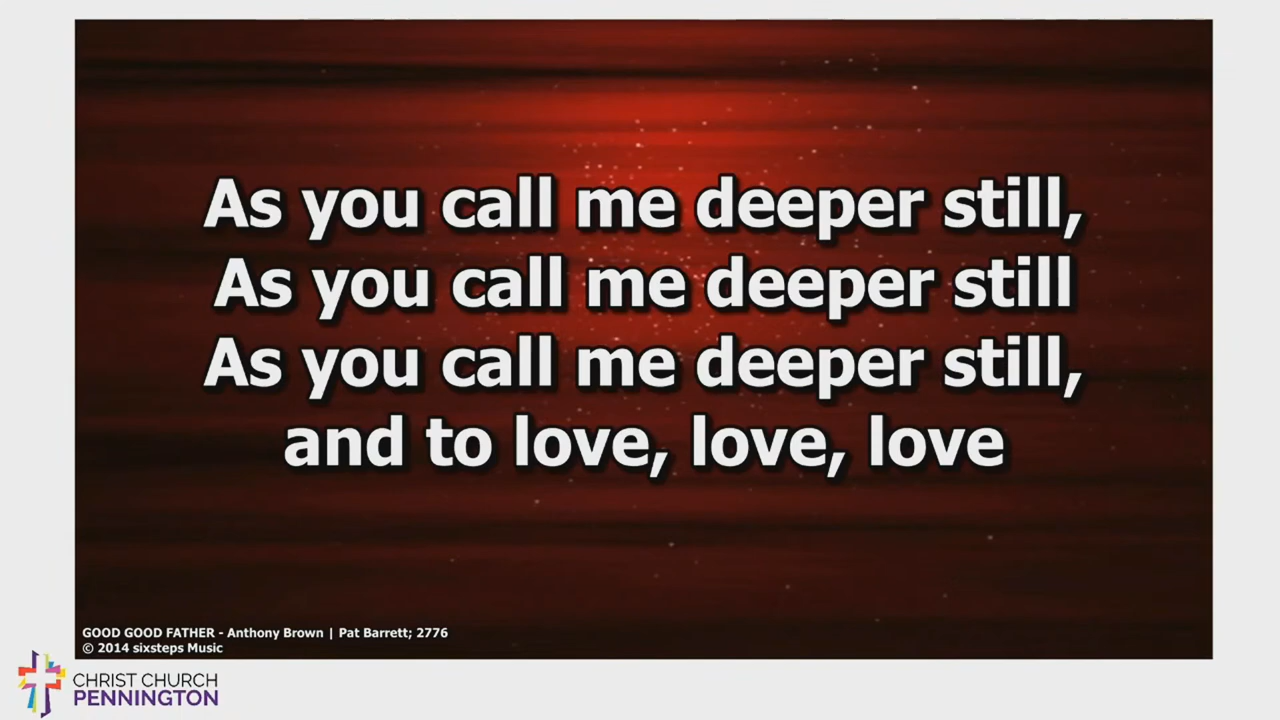 As you call me deeper still,
As you call me deeper still
As you call me deeper still,
and to love, love, love
GOOD GOOD FATHER - Anthony Brown | Pat Barrett; 2776
© 2014 sixsteps Music
CHRIST CHURCH
PENNINGTON